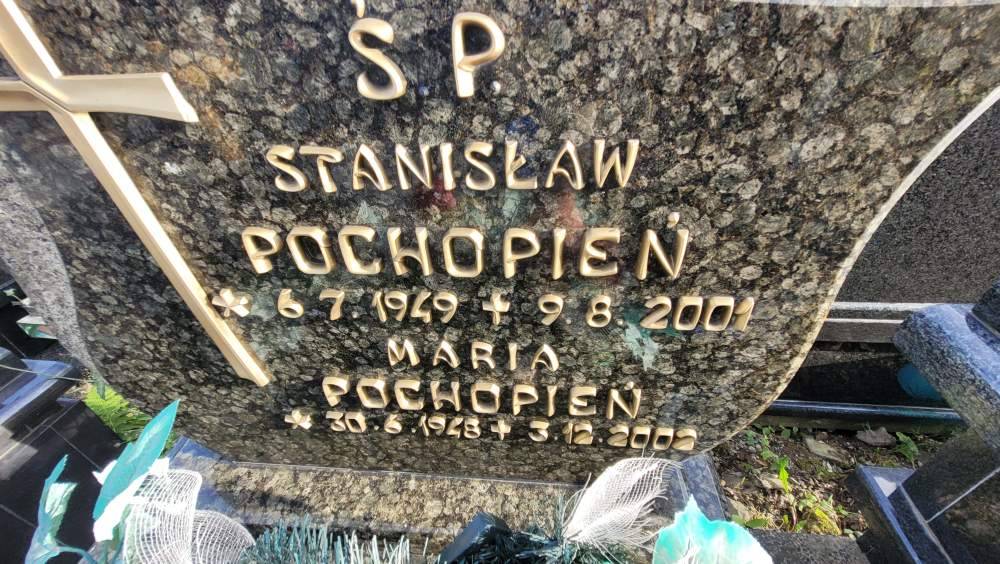 Ś.P.
STANISŁAW
POCHOPIEŃ
* 6.7.1949 + 9.8.2001
MARIA
POCHOPIEŃ
* 30.6.1948 + 3.12.2002